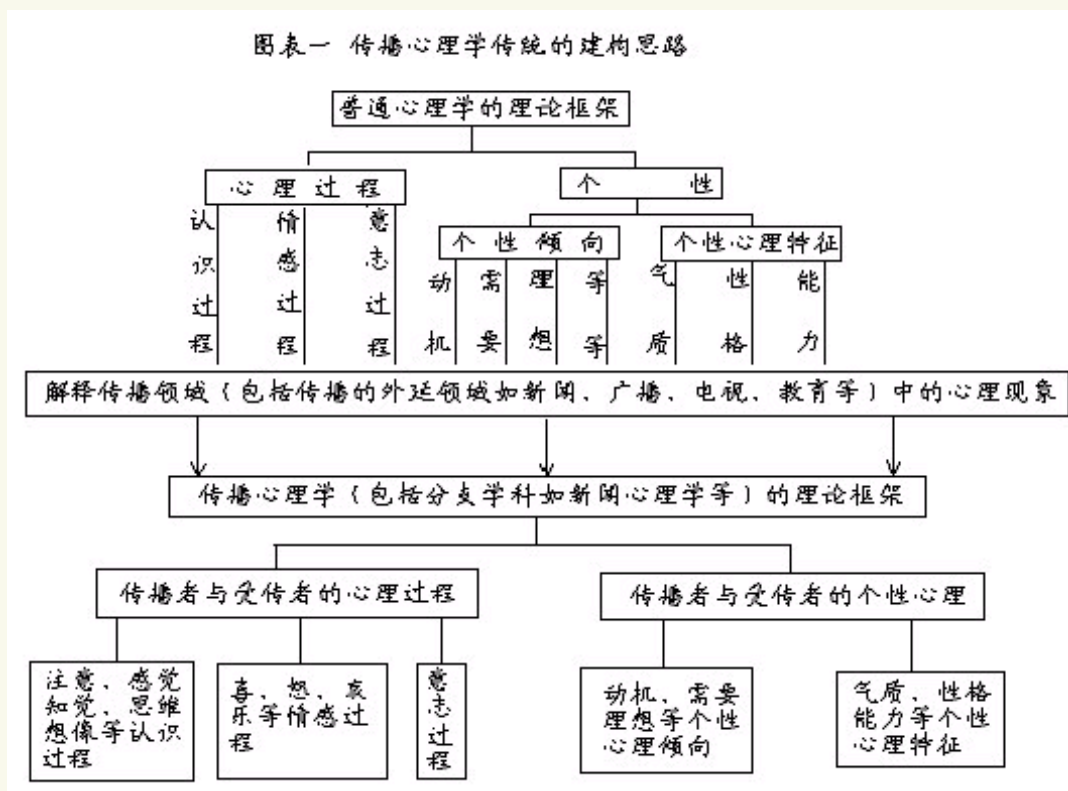 图表一 传播心理学传统的建构思路
普通心理学的理论框架
心理过程
个性
认识过程
情感过程
意志过程
个性倾向
个性心理特征
动机
需要
理想
等等
气质
性格
能力
解释传播领域（包括传播的外延领域如新闻、广播、电视、教育等）中的心理现象
传播心理学（包括分支学科如新闻心理学等）的理论框架
传播者与受传者的心理过程
传播者与受传者的个性心理
注意、感觉
知觉、思维
想像等认识
过程
喜、怒、哀
乐等情感过
程
意志过程
动机、需要
理想等个性
心理倾向
气质、性格
能力等个性
心理特征